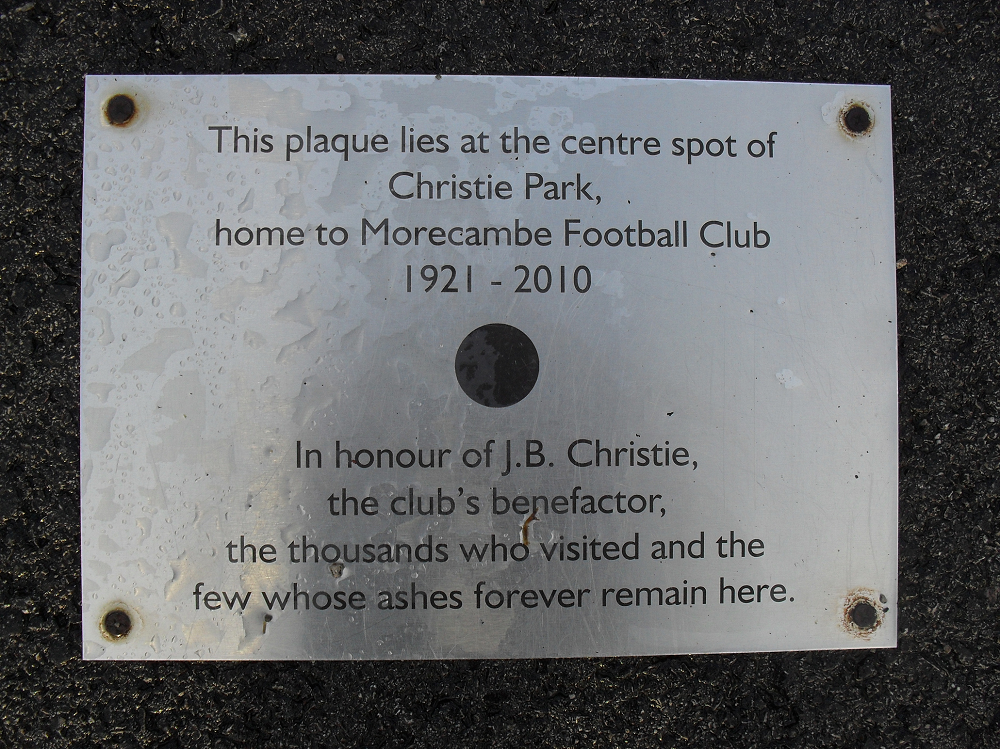 This plaque lies at the centre spot of
Christie Park,
home to Morecambe Football Club
1921 - 2010
In honour of J.B. Christie,
the club's benefactor,
the thousands who visited and the
few whose ashes forever remain here.